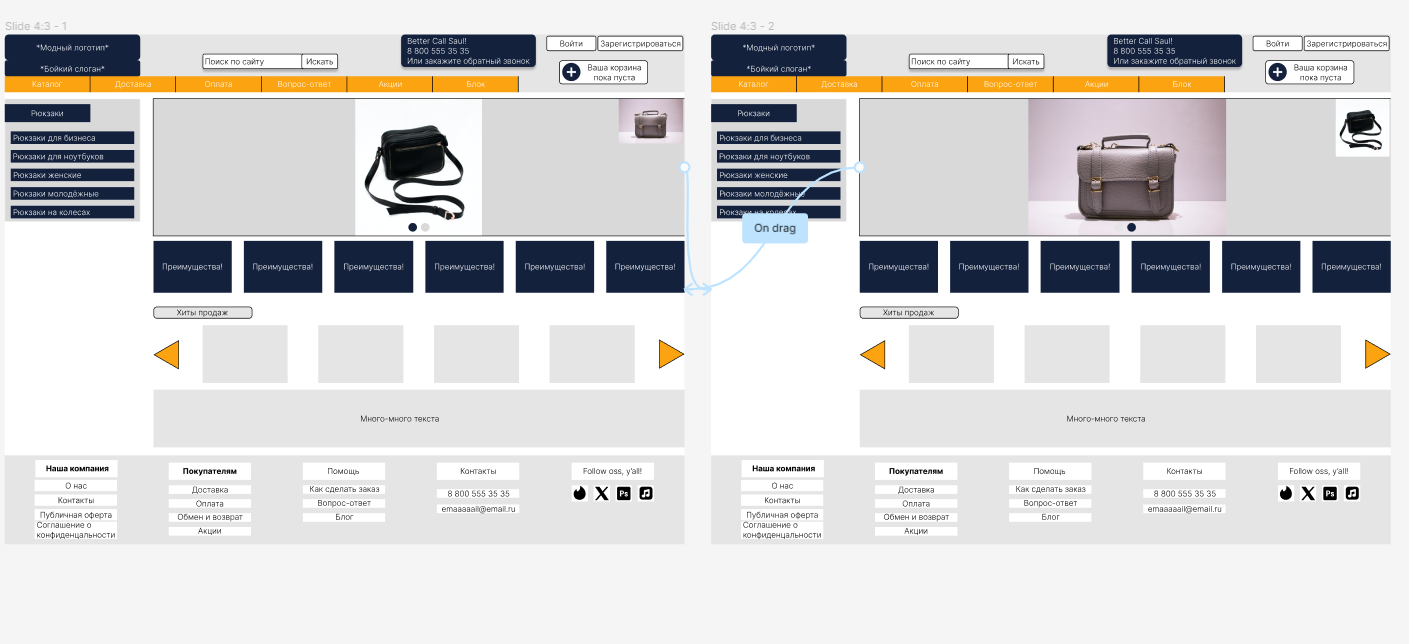 Slide 4:3 - 1
*Модный логотип*
*Бойкий слоган*
Поиск по сайту
Искать
Better Call Saul!
8 800 555 35 35
Или закажите обратный звонок
Войти
Зарегистрироваться
Ваша корзина
пока пуста
Каталог
Доставка
Оплата
Вопрос-ответ
Акции
Блок
Рюкзаки
Рюкзаки для бизнеса
Рюкзаки для ноутбуков
Рюкзаки женские
Рюкзаки молодёжные
Рюкзаки на колесах
Преимущества!
Преимущества!
Преимущества!
Преимущества!
Преимущества!
Преимущества!
Хиты продаж
Много-много текста
Наша компания
О нас
Контакты
Публичная оферта
Соглашение о
конфиденцальности
Покупателям
Доставка
Оплата
Обмен и возврат
Акции
Помощь
Как сделать заказ
Вопрос-ответ
Блог
Контакты
8 800 555 35 35
emaaaaail@email.ru
Follow oss, y'all!
Ps
Slide 4:3 - 2
*Модный логотип*
*Бойкий слоган*
Поиск по сайту
Искать
Better Call Saul!
8 800 555 35 35
Или закажите обратный звонок
Войти
Зарегистрироваться
Ваша корзина
пока пуста
Каталог
Доставка
Оплата
Вопрос-ответ
Акции
Блок
Рюкзаки
Рюкзаки для бизнеса
Рюкзаки для ноутбуков
Рюкзаки женские
Рюкзаки молодёжные
Рюкзаки на колесах
On drag
Преимущества!
Преимущества!
Преимущества!
Преимущества!
Преимущества!
Преимущества!
Хиты продаж
Много-много текста
Наша компания
О нас
Контакты
Публичная оферта
Соглашение о
конфиденцальности
Покупателям
Доставка
Оплата
Обмен и возврат
Акции
Помощь
Как сделать заказ
Вопрос-ответ
Блог
Контакты
8 800 555 35 35
emaaaaail@email.ru
Follow oss, y'all!
Ps